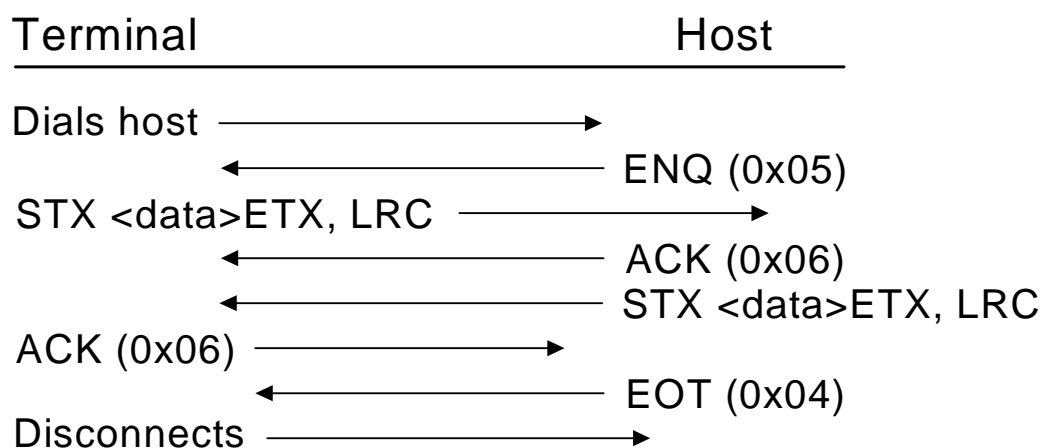 Terminal Host
Dials host
ENQ (0x05)
STX <data>ETX, LRC
ACK (0x06)
STX <data>ETX, LRC
ACK (0x06)
EOT (0x04)
Disconnects